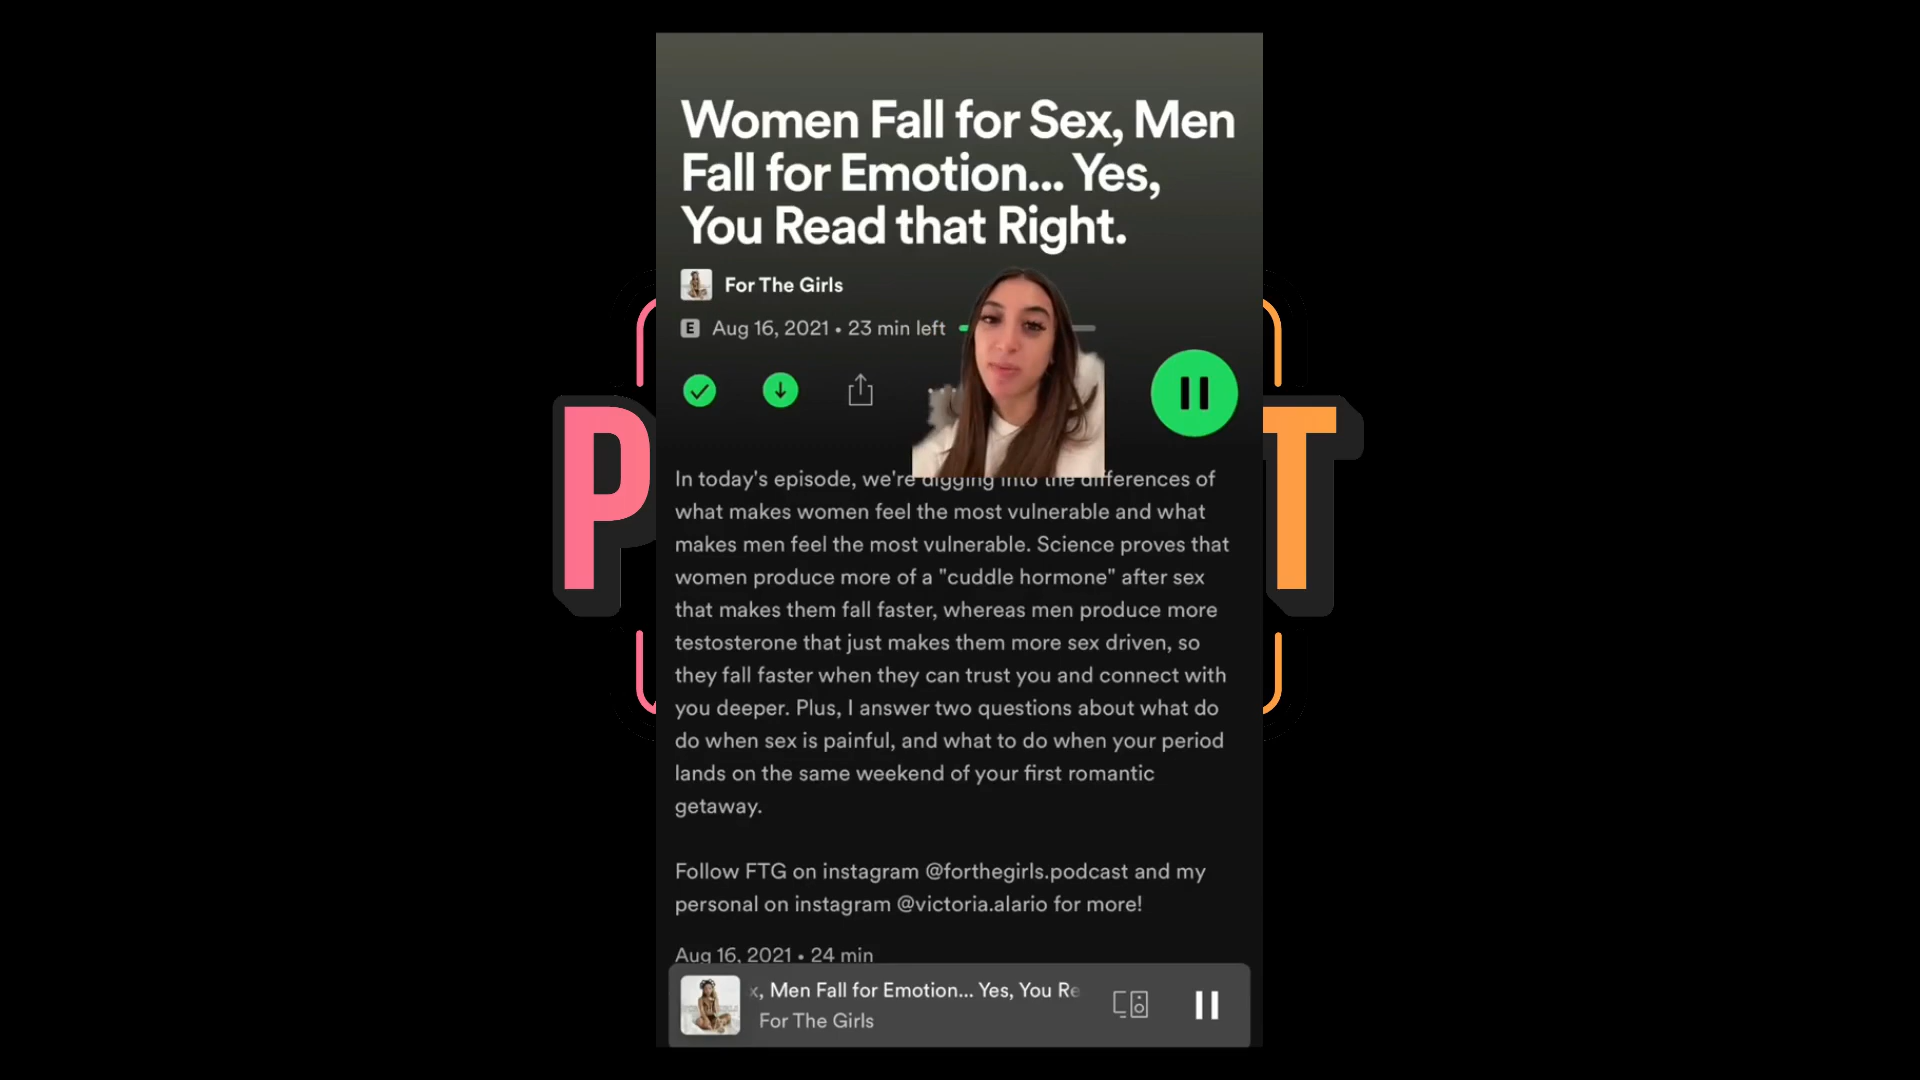 Women Fall for Sex, Men
Fall for Emotion... Yes,
You Read that Right.
For The Girls
E Aug 16, 2021 • 23 min left
P
T
In today's episode, we're digging into the differences of
what makes women feel the most vulnerable and what
makes men feel the most vulnerable. Science proves that
women produce more of a "cuddle hormone" after sex
that makes them fall faster, whereas men produce more
testosterone that just makes them more sex driven, so
they fall faster when they can trust you and connect with
you deeper. Plus, I answer two questions about what do
do when sex is painful, and what to do when your period
lands on the same weekend of your first romantic
getaway.
Follow FTG on instagram @forthegirls.podcast and my
personal on instagram @victoria.alario for more!
Aug 16, 2021 • 24 min
x, Men Fall for Emotion... Yes, You Re
For The Girls